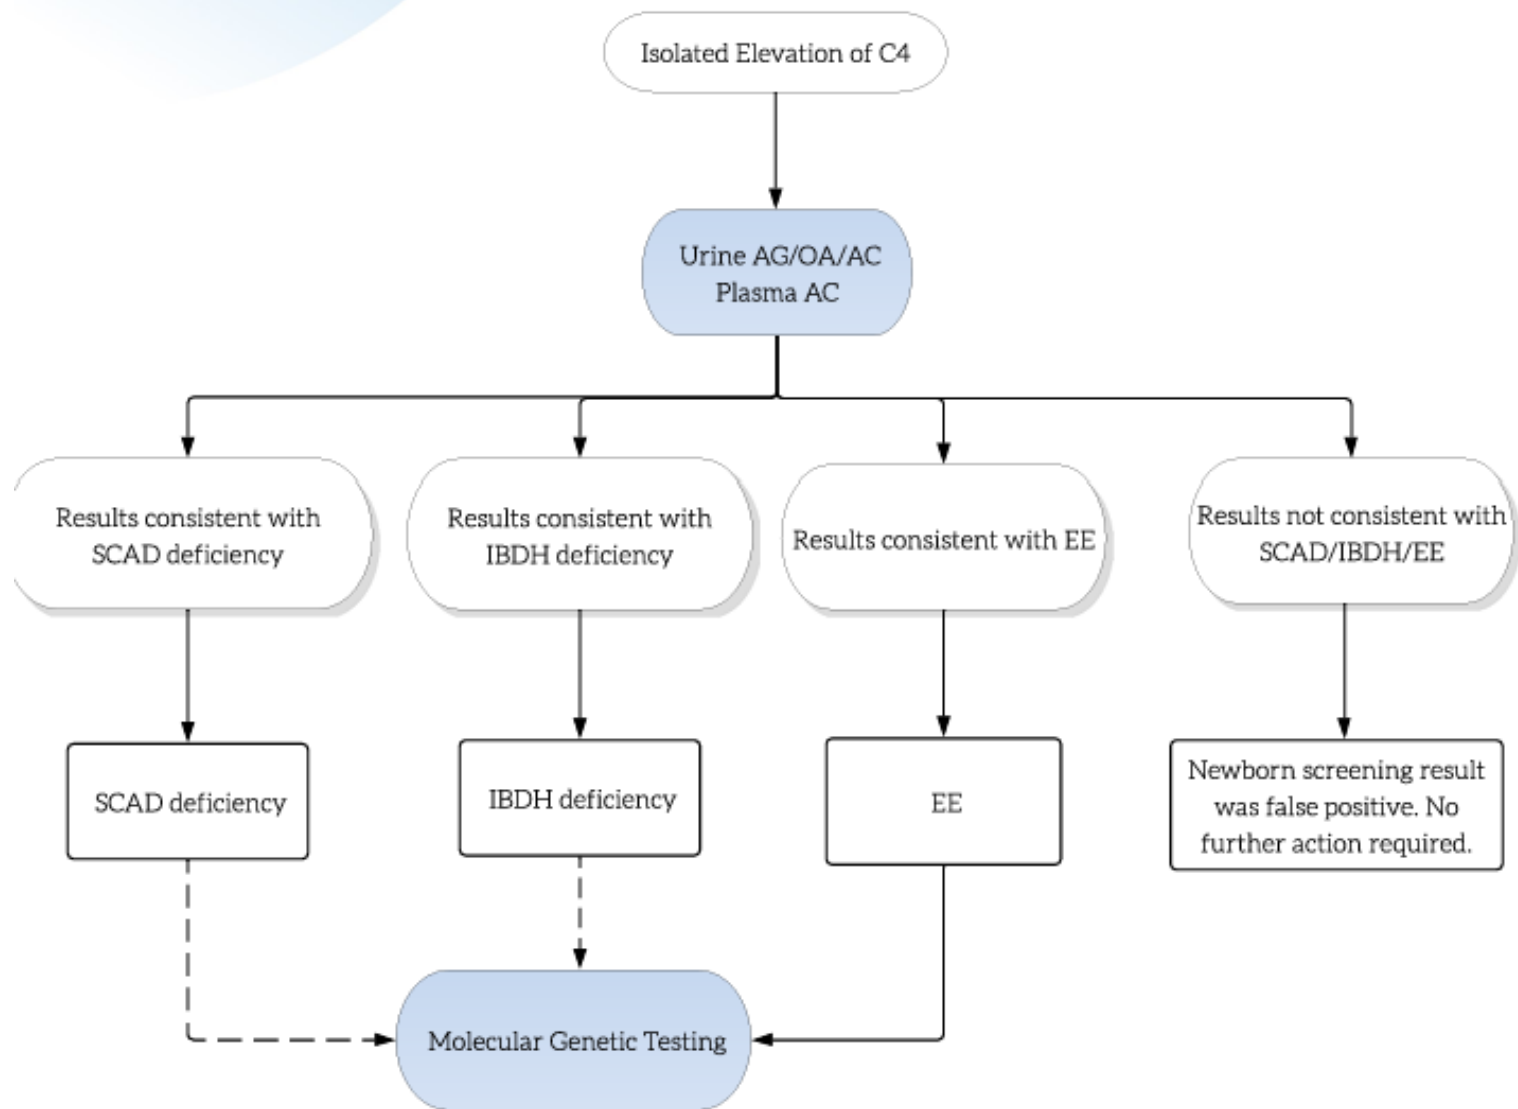 Isolated Elevation of C4
Urine AG/OA/AC
Plasma AC
Results consistent with
SCAD deficiency
Results consistent with
IBDH deficiency
Results consistent with EE
Results not consistent with
SCAD/IBDH/EE
SCAD deficiency
IBDH deficiency
EE
Newborn screening result
was false positive. No
further action required.
Molecular Genetic Testing